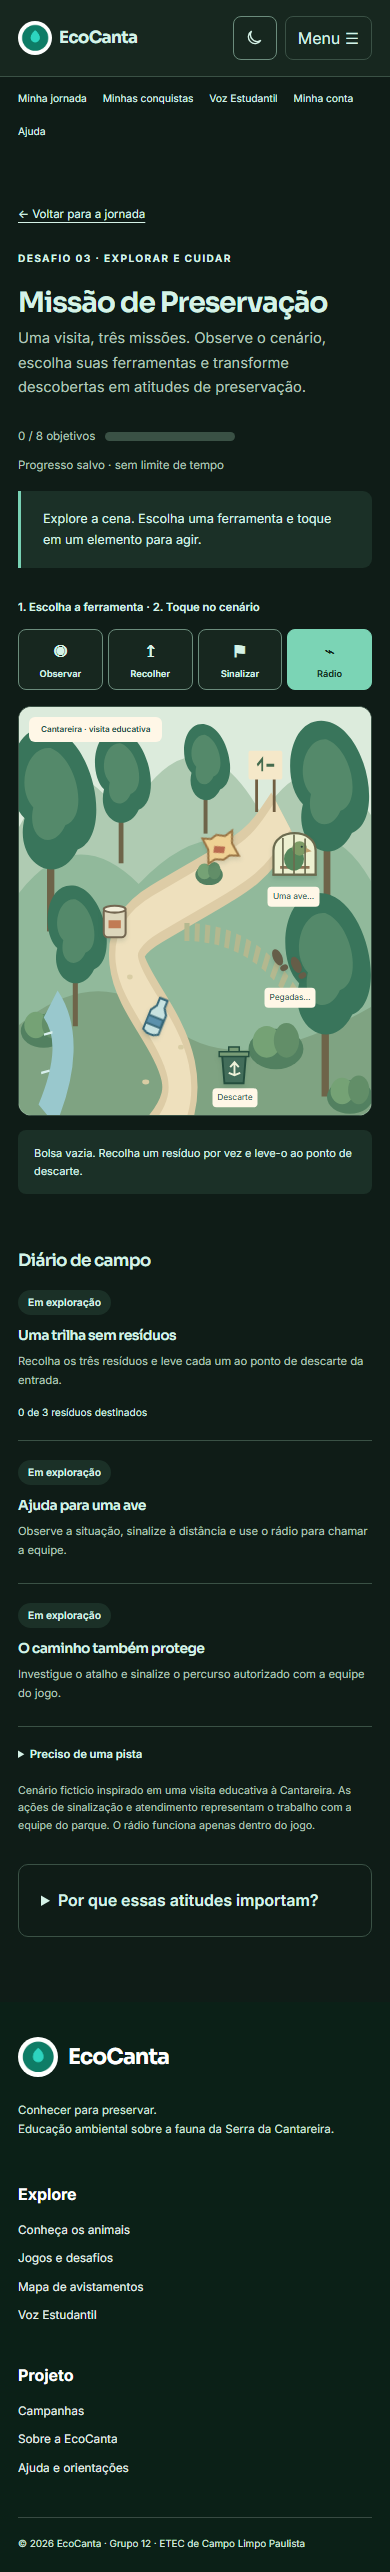 EcoCanta
Menu ☰
Minha jornada Minhas conquistas Voz Estudantil Minha conta
Ajuda
← Voltar para a jornada
DESAFIO 03 · EXPLORAR E CUIDAR
Missão de Preservação
Uma visita, três missões. Observe o cenário,
escolha suas ferramentas e transforme
descobertas em atitudes de preservação.
0 / 8 objetivos
Progresso salvo · sem limite de tempo
Explore a cena. Escolha uma ferramenta e toque
em um elemento para agir.
1. Escolha a ferramenta · 2. Toque no cenário
Observar Recolher Sinalizar Rádio
Cantareira · visita educativa
Uma ave...
Pegadas...
Descarte
Bolsa vazia. Recolha um resíduo por vez e leve-o ao ponto de
descarte.
Diário de campo
Em exploração
Uma trilha sem resíduos
Recolha os três resíduos e leve cada um ao ponto de descarte da
entrada.
0 de 3 resíduos destinados
Em exploração
Ajuda para uma ave
Observe a situação, sinalize à distância e use o rádio para chamar
a equipe.
Em exploração
O caminho também protege
Investigue o atalho e sinalize o percurso autorizado com a equipe
do jogo.
▶ Preciso de uma pista
Cenário fictício inspirado em uma visita educativa à Cantareira. As
ações de sinalização e atendimento representam o trabalho com a
equipe do parque. O rádio funciona apenas dentro do jogo.
▶ Por que essas atitudes importam?
EcoCanta
Conhecer para preservar.
Educação ambiental sobre a fauna da Serra da Cantareira.
Explore
Conheça os animais
Jogos e desafios
Mapa de avistamentos
Voz Estudantil
Projeto
Campanhas
Sobre a EcoCanta
Ajuda e orientações
© 2026 EcoCanta · Grupo 12 · ETEC de Campo Limpo Paulista